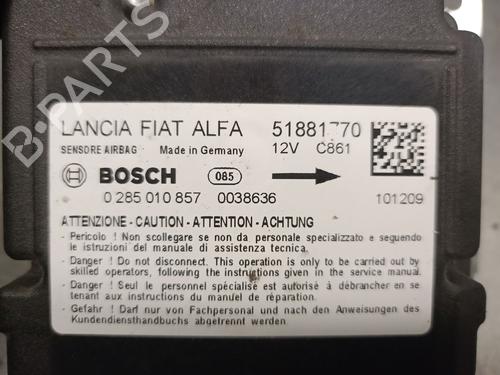 LANCIA FIAT ALFA 51881770
SENSORE AIRBAG Made in Germany 12V C861
BOSCH 085
0 285 010 857 0038636 101209
ATTENZIONE - CAUTION - ATTENTION - ACHTUNG
- Pericolo ! Non scollegare se non da personale specializzato e seguendo
le istruzioni del manuale di assistenza tecnica.
- Danger ! Do not disconnect. This operation is only to be carried out by
skilled operators, following the instructions given in the service manual.
- Danger ! Seul le personnel spécialisé est autorisé à débrancher en se
tenant aux instructions du manuel de réparation.
- Gefahr ! Darf nur von Fachpersonal und nach den Anweisungen des
Kundendiensthandbuchs abgetrennt werden.
B-PARTS